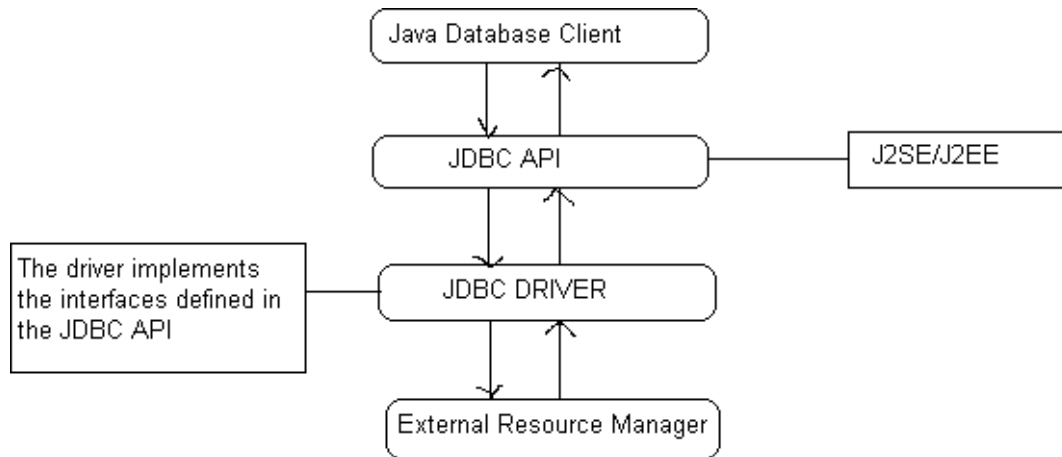 Java Database Client
JDBC API
J2SE/J2EE
The driver implements
the interfaces defined in
the JDBC API
JDBC DRIVER
External Resource Manager